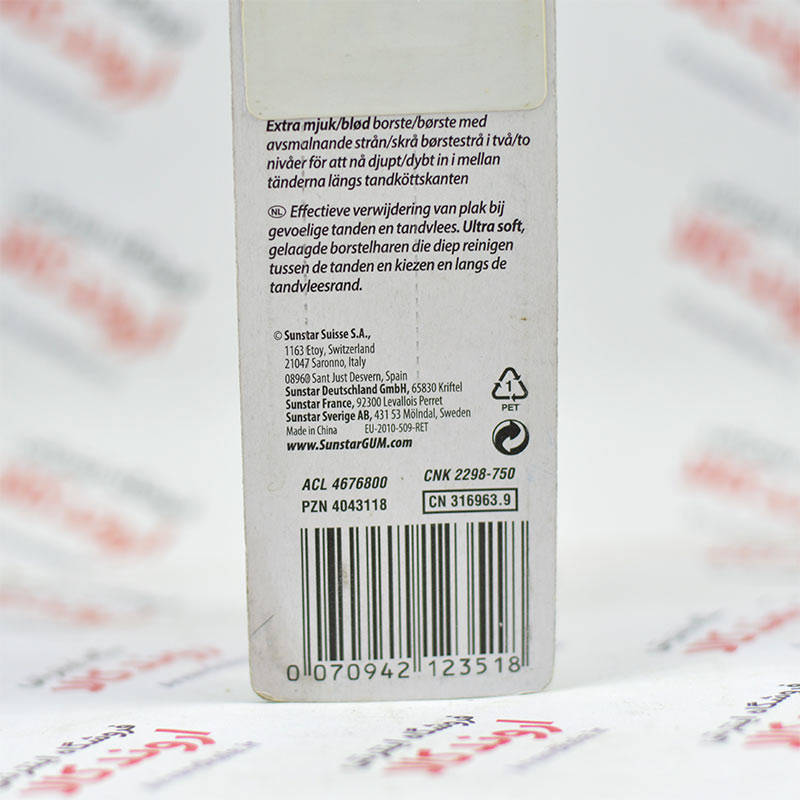 Extra mjuk/blød borste/børste med
avsmalnande strån/skrå børstestrå i två/to
nivåer för att nå djupt/dybt in i mellan
tänderna längs tandköttskanten
NL Effectieve verwijdering van plak bij
gevoelige tanden en tandvlees. Ultra soft,
gelaagde borstelharen die diep reinigen
tussen de tanden en kiezen en langs de
tandvleesrand.
© Sunstar Suisse S.A.,
1163 Etoy, Switzerland
21047 Saronno, Italy
08960 Sant Just Desvern, Spain
Sunstar Deutschland GmbH, 65830 Kriftel
Sunstar France, 92300 Levallois Perret
Sunstar Sverige AB, 431 53 Mölndal, Sweden
Made in China EU-2010-509-RET
www.SunstarGUM.com
1
PET
ACL 4676800 CNK 2298-750
PZN 4043118 CN 316963.9
0 070942 123518
فروشگاه اینترنتی
اروند کالا